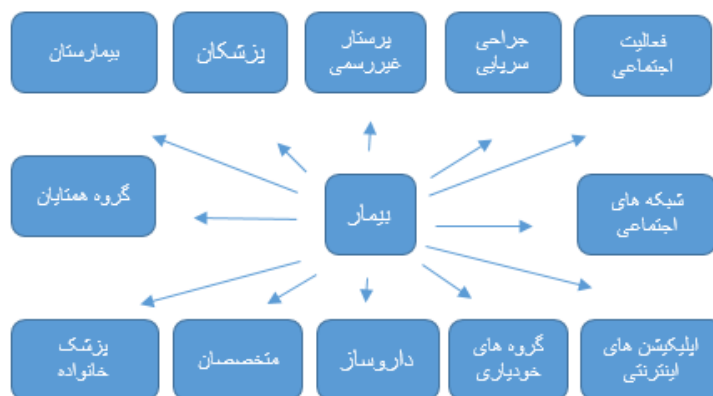 فعالیت
اجتماعی
جراحی
سرپایی
پرستار
غیررسمی
پزشکان
بیمارستان
شبکه های
اجتماعی
بیمار
گروه همتایان
اپلیکیشن های
اینترنتی
گروه های
خودیاری
داروساز
متخصصان
پزشک
خانواده